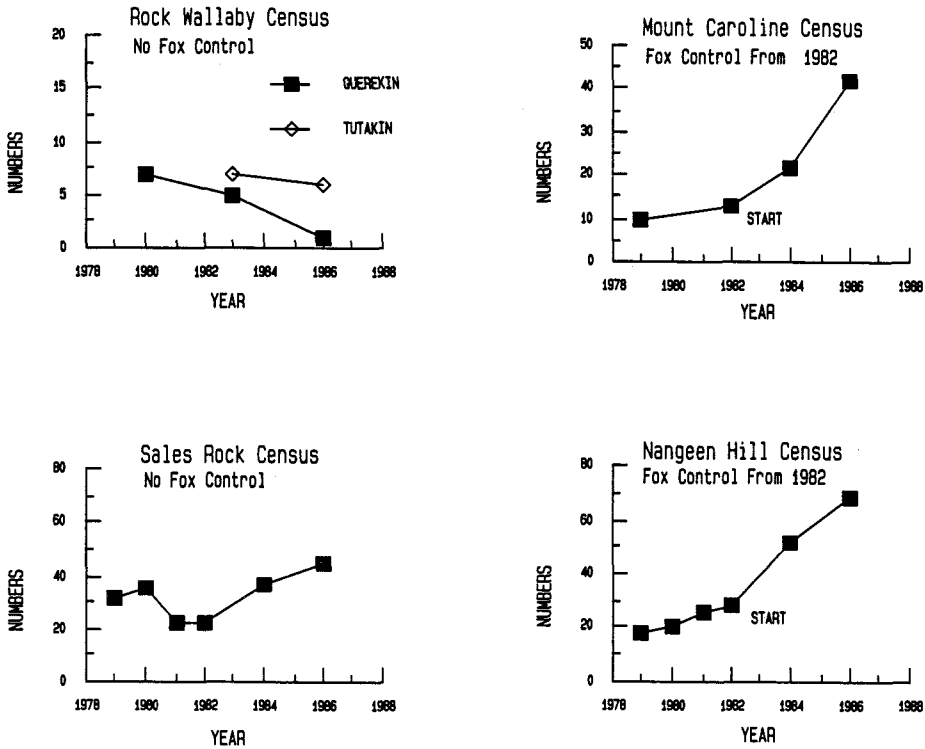 Rock Wallaby Census
No Fox Control
20
15
10
5
0
NUMBERS
QUEREKIN
TUTAKIN
1978 1980 1982 1984 1986 1988
YEAR
Mount Caroline Census
Fox Control From 1982
50
40
30
20
10
0
NUMBERS
START
1978 1980 1982 1984 1986 1988
YEAR
Sales Rock Census
No Fox Control
80
60
40
20
0
NUMBERS
1978 1980 1982 1984 1986 1988
YEAR
Nangeen Hill Census
Fox Control From 1982
80
60
40
20
0
NUMBERS
START
1978 1980 1982 1984 1986 1988
YEAR